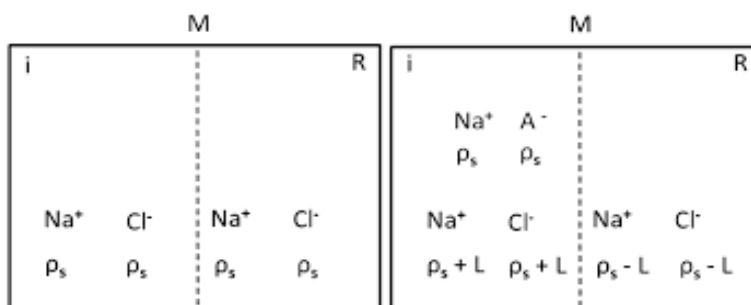 M
i R
Na⁺ Cl⁻ Na⁺ Cl⁻
ρₛ ρₛ ρₛ ρₛ
M
i R
Na⁺ A⁻
ρₛ ρₛ
Na⁺ Cl⁻ Na⁺ Cl⁻
ρₛ + L ρₛ + L ρₛ - L ρₛ - L